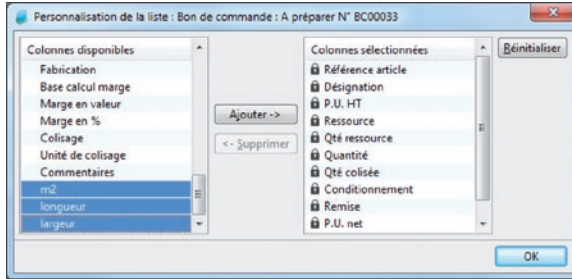 Personnalisation de la liste : Bon de commande : A préparer N° BC00033
Colonnes disponibles
Fabrication
Base calcul marge
Marge en valeur
Marge en %
Colisage
Unité de colisage
Commentaires
m2
longueur
largeur
Ajouter ->
<- Supprimer
Colonnes sélectionnées
Référence article
Désignation
P.U. HT
Ressource
Qté ressource
Quantité
Qté colisée
Conditionnement
Remise
P.U. net
Réinitialiser
OK